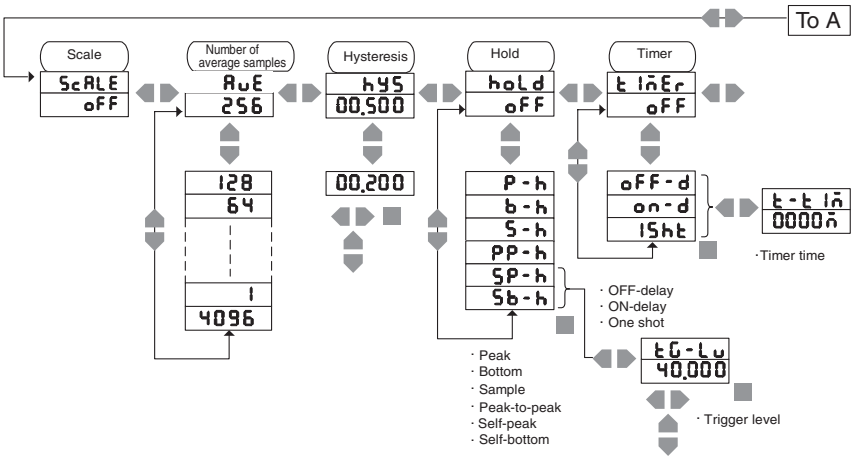 To A
Scale
ScALE
oFF
Number of
average samples
AvE
256
128
64
1
4096
Hysteresis
hyS
00.500
00.200
Hold
hoLd
oFF
P-h
b-h
S-h
PP-h
SP-h
Sb-h
· Peak
· Bottom
· Sample
· Peak-to-peak
· Self-peak
· Self-bottom
tG-Lv
40.000
· Trigger level
Timer
tImEr
oFF
oFF-d
on-d
1Sht
· OFF-delay
· ON-delay
· One shot
t-tIm
0000m
· Timer time